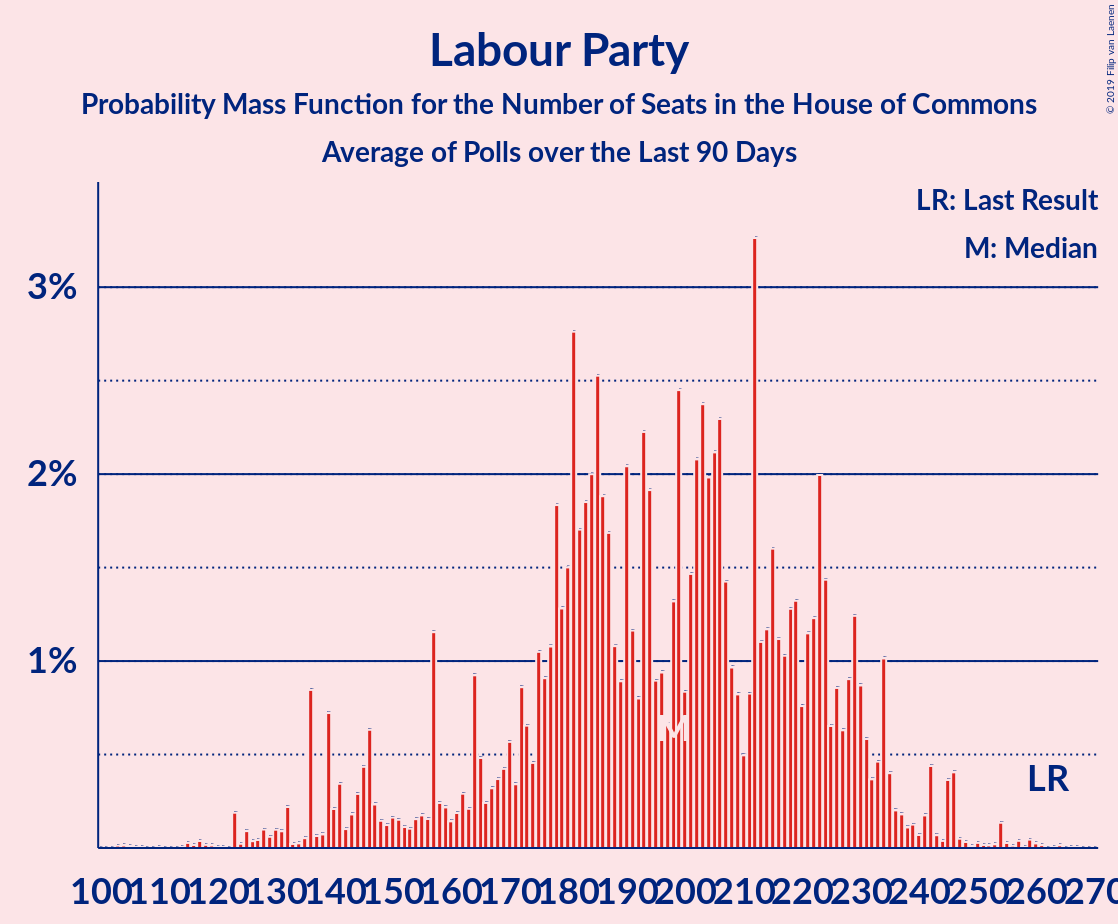 Labour Party
Probability Mass Function for the Number of Seats in the House of Commons
Average of Polls over the Last 90 Days
© 2019 Filip van Laenen
LR: Last Result
M: Median
3%
2%
1%
M
LR
100 110 120 130 140 150 160 170 180 190 200 210 220 230 240 250 260 270